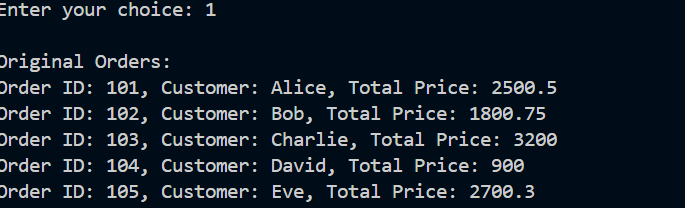 Enter your choice: 1
Original Orders:
Order ID: 101, Customer: Alice, Total Price: 2500.5
Order ID: 102, Customer: Bob, Total Price: 1800.75
Order ID: 103, Customer: Charlie, Total Price: 3200
Order ID: 104, Customer: David, Total Price: 900
Order ID: 105, Customer: Eve, Total Price: 2700.3